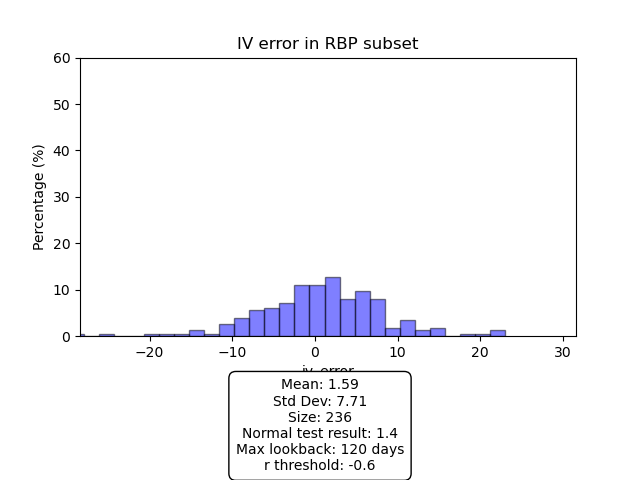 IV error in RBP subset
60
50
40
30
20
10
0
Percentage (%)
−20
−10
0
10
20
30
iv_error
Mean: 1.59
Std Dev: 7.71
Size: 236
Normal test result: 1.4
Max lookback: 120 days
r threshold: -0.6